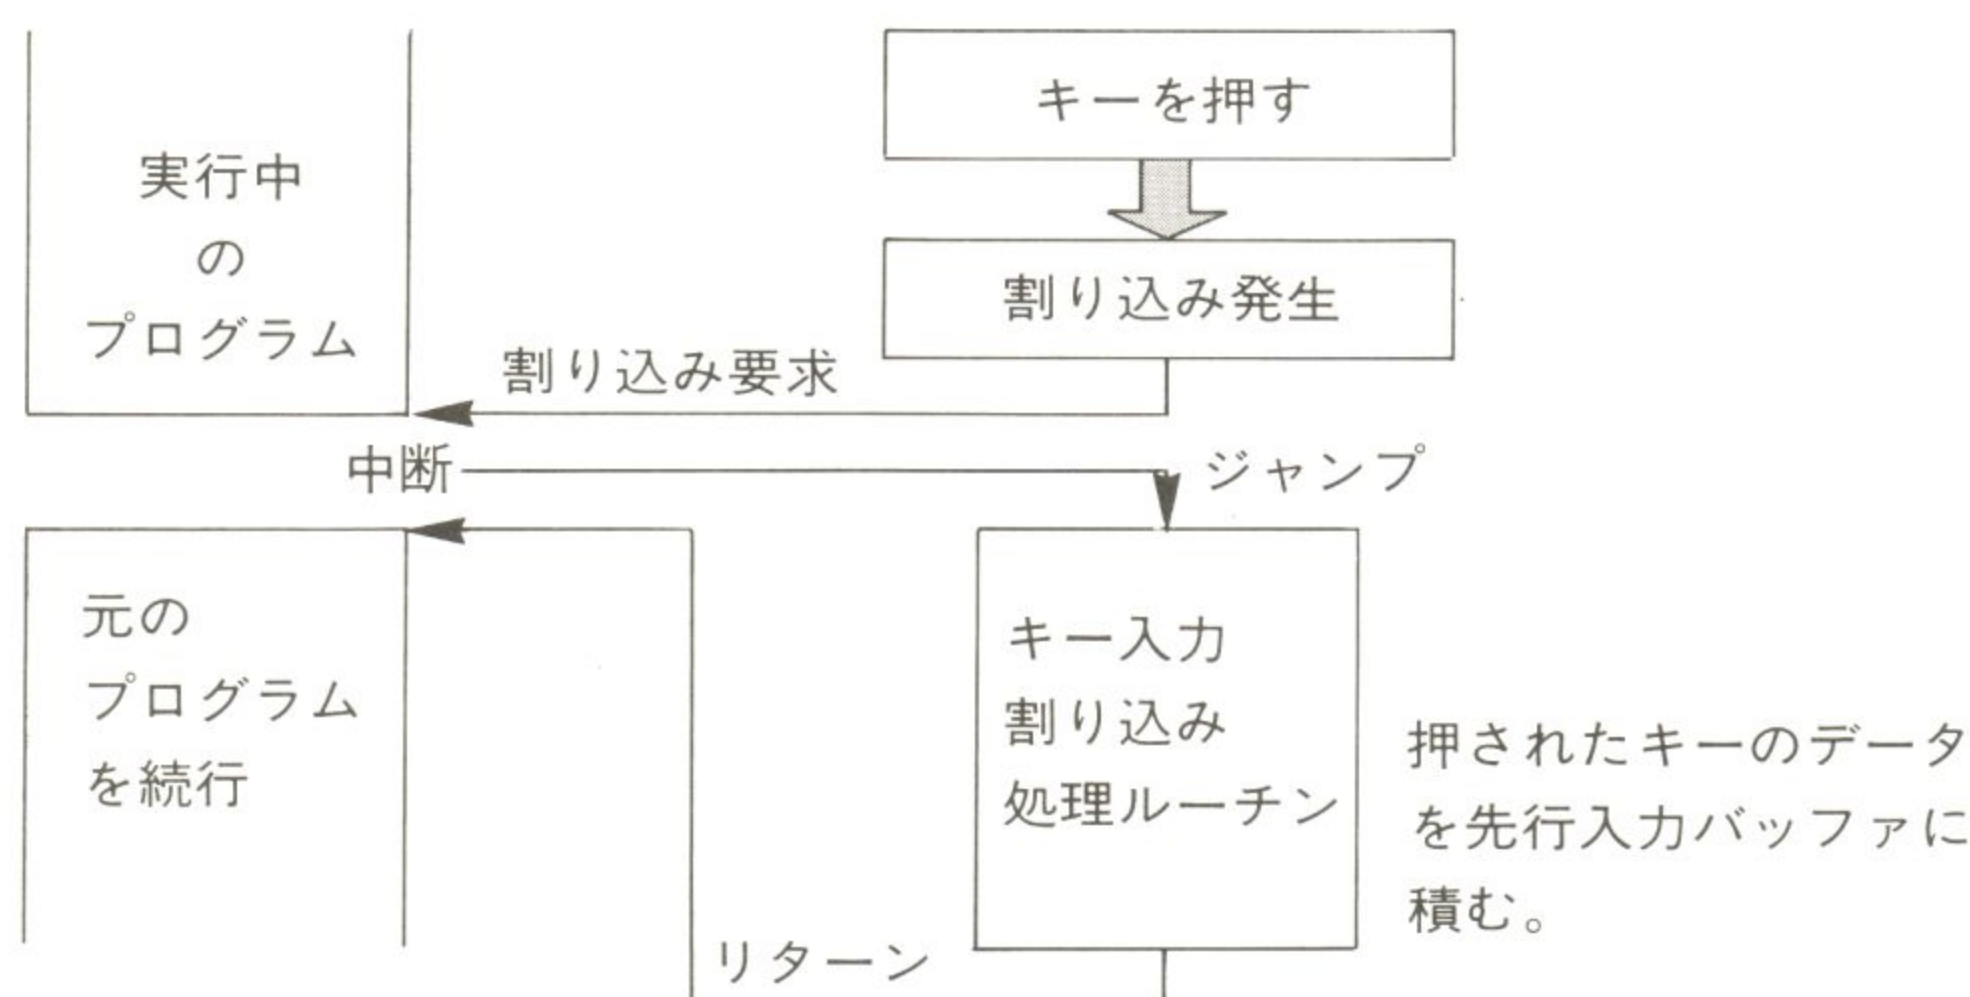 キーを押す
実行中
の
プログラム
割り込み発生
割り込み要求
中断
ジャンプ
元の
プログラム
を続行
キー入力
割り込み
処理ルーチン
押されたキーのデータ
を先行入力バッファに
積む。
リターン